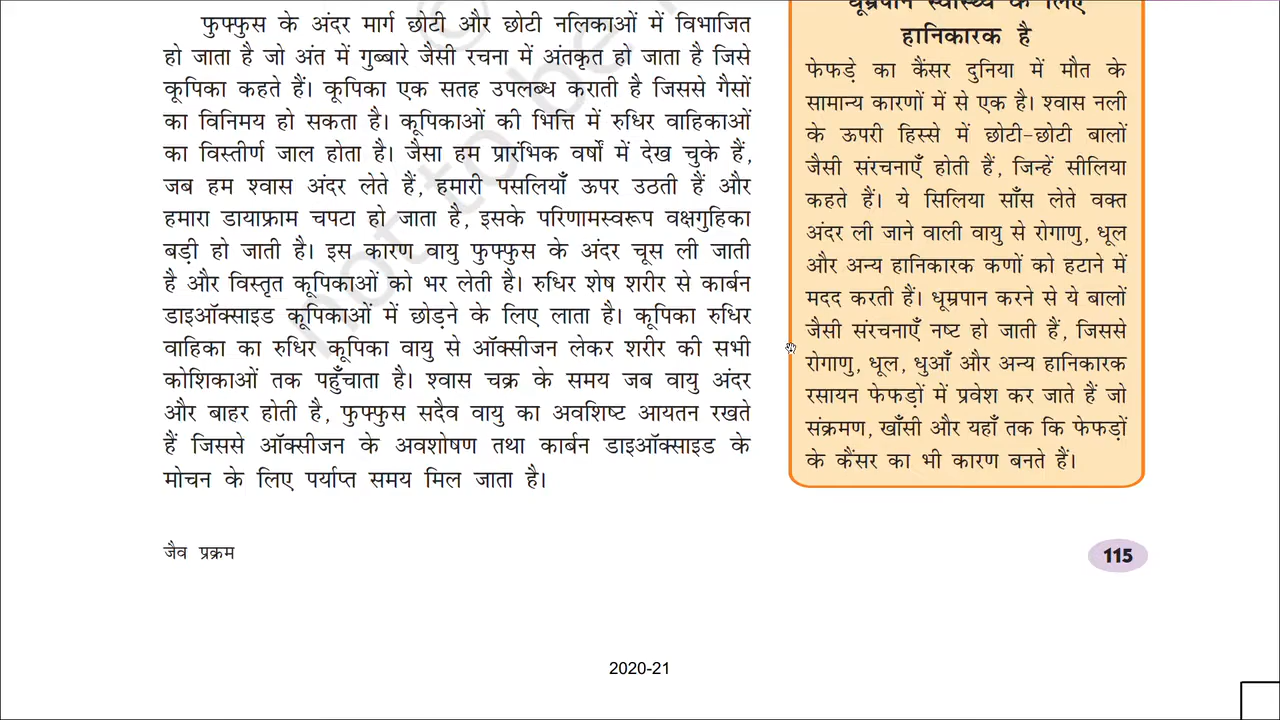 फुफ्फुस के अंदर मार्ग छोटी और छोटी नलिकाओं में विभाजित
हो जाता है जो अंत में गुब्बारे जैसी रचना में अंतकृत हो जाता है जिसे
कूपिका कहते हैं। कूपिका एक सतह उपलब्ध कराती है जिससे गैसों
का विनिमय हो सकता है। कूपिकाओं की भित्ति में रुधिर वाहिकाओं
का विस्तीर्ण जाल होता है। जैसा हम प्रारंभिक वर्षों में देख चुके हैं,
जब हम श्वास अंदर लेते हैं, हमारी पसलियाँ ऊपर उठती हैं और
हमारा डायाफ्राम चपटा हो जाता है, इसके परिणामस्वरूप वक्षगुहिका
बड़ी हो जाती है। इस कारण वायु फुफ्फुस के अंदर चूस ली जाती
है और विस्तृत कूपिकाओं को भर लेती है। रुधिर शेष शरीर से कार्बन
डाइऑक्साइड कूपिकाओं में छोड़ने के लिए लाता है। कूपिका रुधिर
वाहिका का रुधिर कूपिका वायु से ऑक्सीजन लेकर शरीर की सभी
कोशिकाओं तक पहुँचाता है। श्वास चक्र के समय जब वायु अंदर
और बाहर होती है, फुफ्फुस सदैव वायु का अवशिष्ट आयतन रखते
हैं जिससे ऑक्सीजन के अवशोषण तथा कार्बन डाइऑक्साइड के
मोचन के लिए पर्याप्त समय मिल जाता है।
धूम्रपान स्वास्थ्य के लिए
हानिकारक है
फेफड़े का कैंसर दुनिया में मौत के
सामान्य कारणों में से एक है। श्वास नली
के ऊपरी हिस्से में छोटी-छोटी बालों
जैसी संरचनाएँ होती हैं, जिन्हें सीलिया
कहते हैं। ये सिलिया साँस लेते वक्त
अंदर ली जाने वाली वायु से रोगाणु, धूल
और अन्य हानिकारक कणों को हटाने में
मदद करती हैं। धूम्रपान करने से ये बालों
जैसी संरचनाएँ नष्ट हो जाती हैं, जिससे
रोगाणु, धूल, धुआँ और अन्य हानिकारक
रसायन फेफड़ों में प्रवेश कर जाते हैं जो
संक्रमण, खाँसी और यहाँ तक कि फेफड़ों
के कैंसर का भी कारण बनते हैं।
जैव प्रक्रम
115
2020-21
not to be